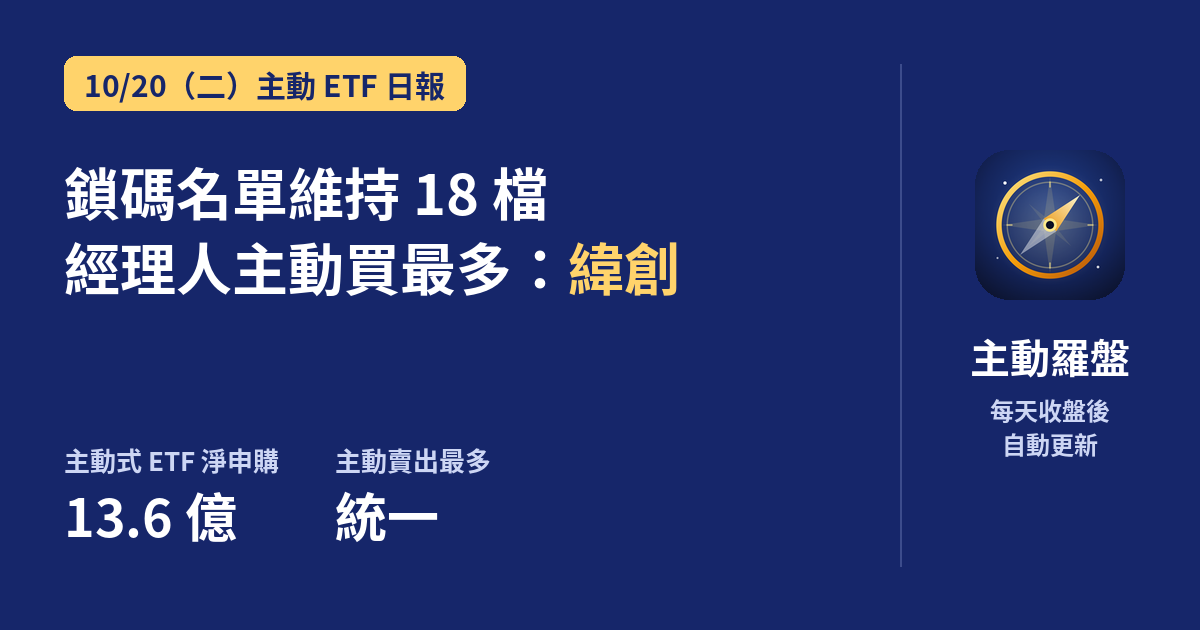 10/20（二）主動 ETF 日報
鎖碼名單維持 18 檔
經理人主動買最多：緯創
主動式 ETF 淨申購
13.6 億
主動賣出最多
統一
主動羅盤
每天收盤後
自動更新